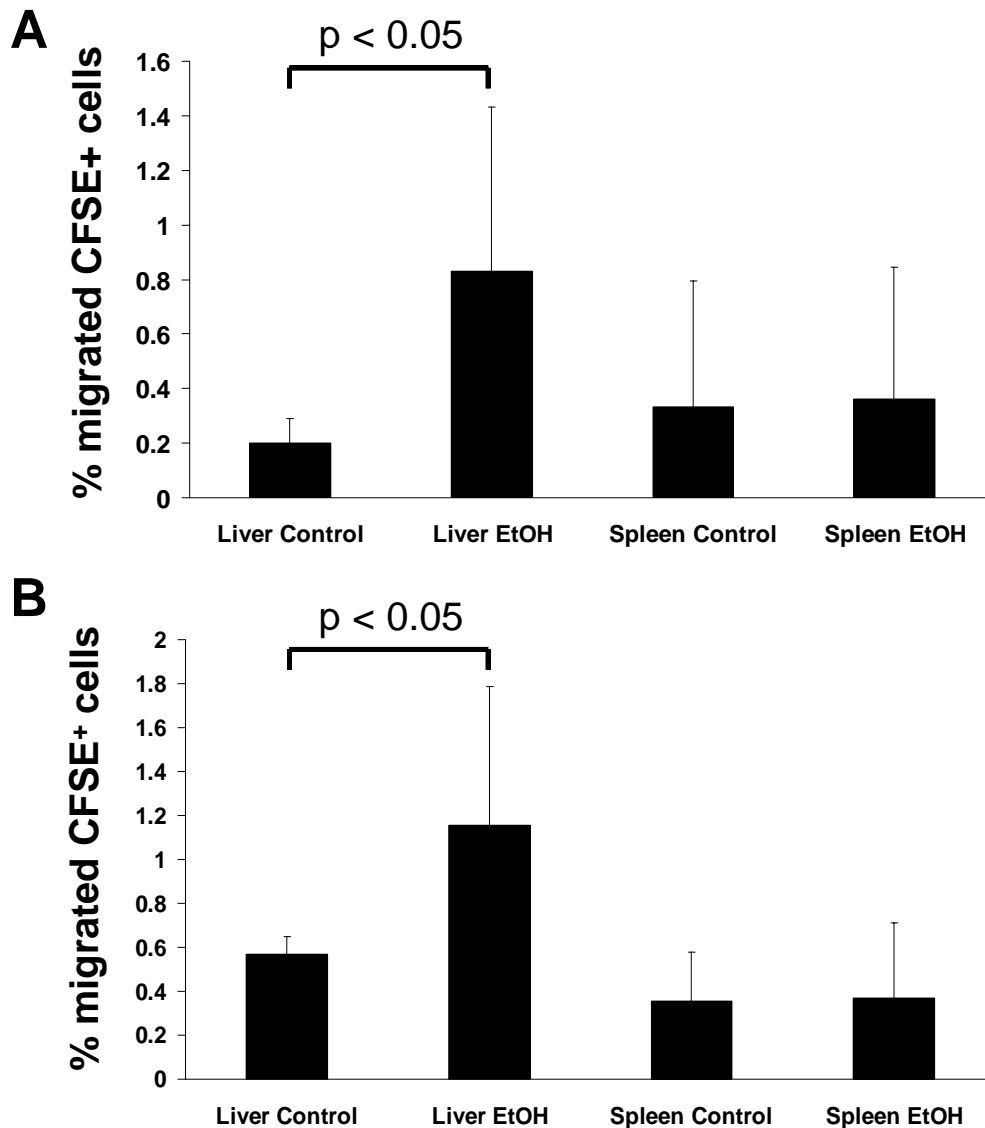 A
p < 0.05
% migrated CFSE+ cells
1.6
1.4
1.2
1
0.8
0.6
0.4
0.2
0
Liver Control Liver EtOH Spleen Control Spleen EtOH
B
p < 0.05
% migrated CFSE⁺ cells
2
1.8
1.6
1.4
1.2
1
0.8
0.6
0.4
0.2
0
Liver Control Liver EtOH Spleen Control Spleen EtOH